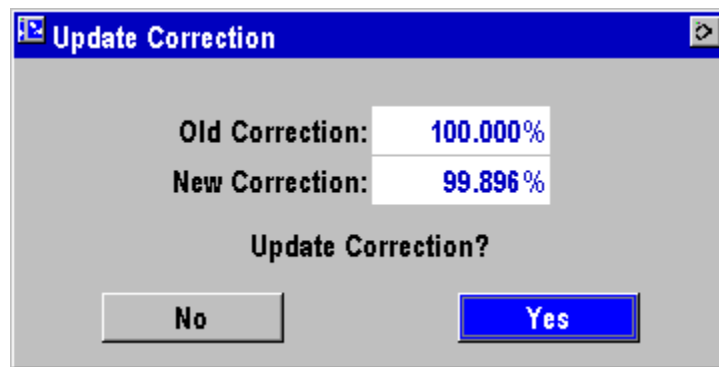 Update Correction
Old Correction: 100.000%
New Correction: 99.896%
Update Correction?
No Yes